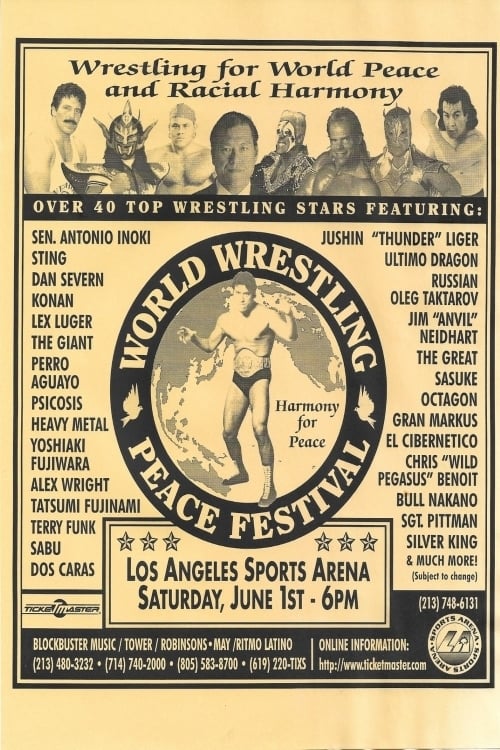 Wrestling for World Peace
and Racial Harmony
OVER 40 TOP WRESTLING STARS FEATURING:
SEN. ANTONIO INOKI
STING
DAN SEVERN
KONAN
LEX LUGER
THE GIANT
PERRO
AGUAYO
PSICOSIS
HEAVY METAL
YOSHIAKI
FUJIWARA
ALEX WRIGHT
TATSUMI FUJINAMI
TERRY FUNK
SABU
DOS CARAS
WORLD WRESTLING
PEACE FESTIVAL
Harmony
for
Peace
JUSHIN "THUNDER" LIGER
ULTIMO DRAGON
RUSSIAN
OLEG TAKTAROV
JIM "ANVIL"
NEIDHART
THE GREAT
SASUKE
OCTAGON
GRAN MARKUS
EL CIBERNETICO
CHRIS "WILD
PEGASUS" BENOIT
BULL NAKANO
SGT. PITTMAN
SILVER KING
& MUCH MORE!
(Subject to change)
LOS ANGELES SPORTS ARENA
SATURDAY, JUNE 1ST - 6PM
TICKETMASTER
(213) 748-6131
SPORTS ARENA
SPORTS ARENA
BLOCKBUSTER MUSIC / TOWER / ROBINSONS•MAY /RITMO LATINO
(213) 480-3232 • (714) 740-2000 • (805) 583-8700 • (619) 220-TIXS
ONLINE INFORMATION:
http://www.ticketmaster.com